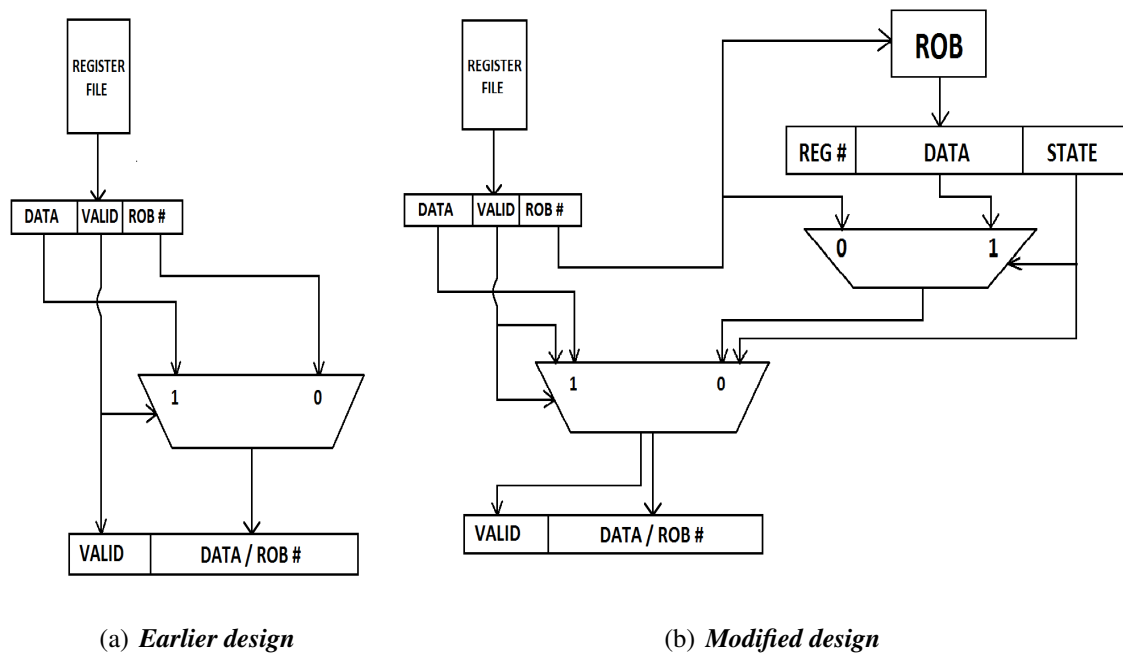 REGISTER
FILE
DATA VALID ROB #
1 0
VALID DATA / ROB #
(a) Earlier design
REGISTER
FILE
ROB
REG # DATA STATE
DATA VALID ROB #
0 1
1 0
VALID DATA / ROB #
(b) Modified design